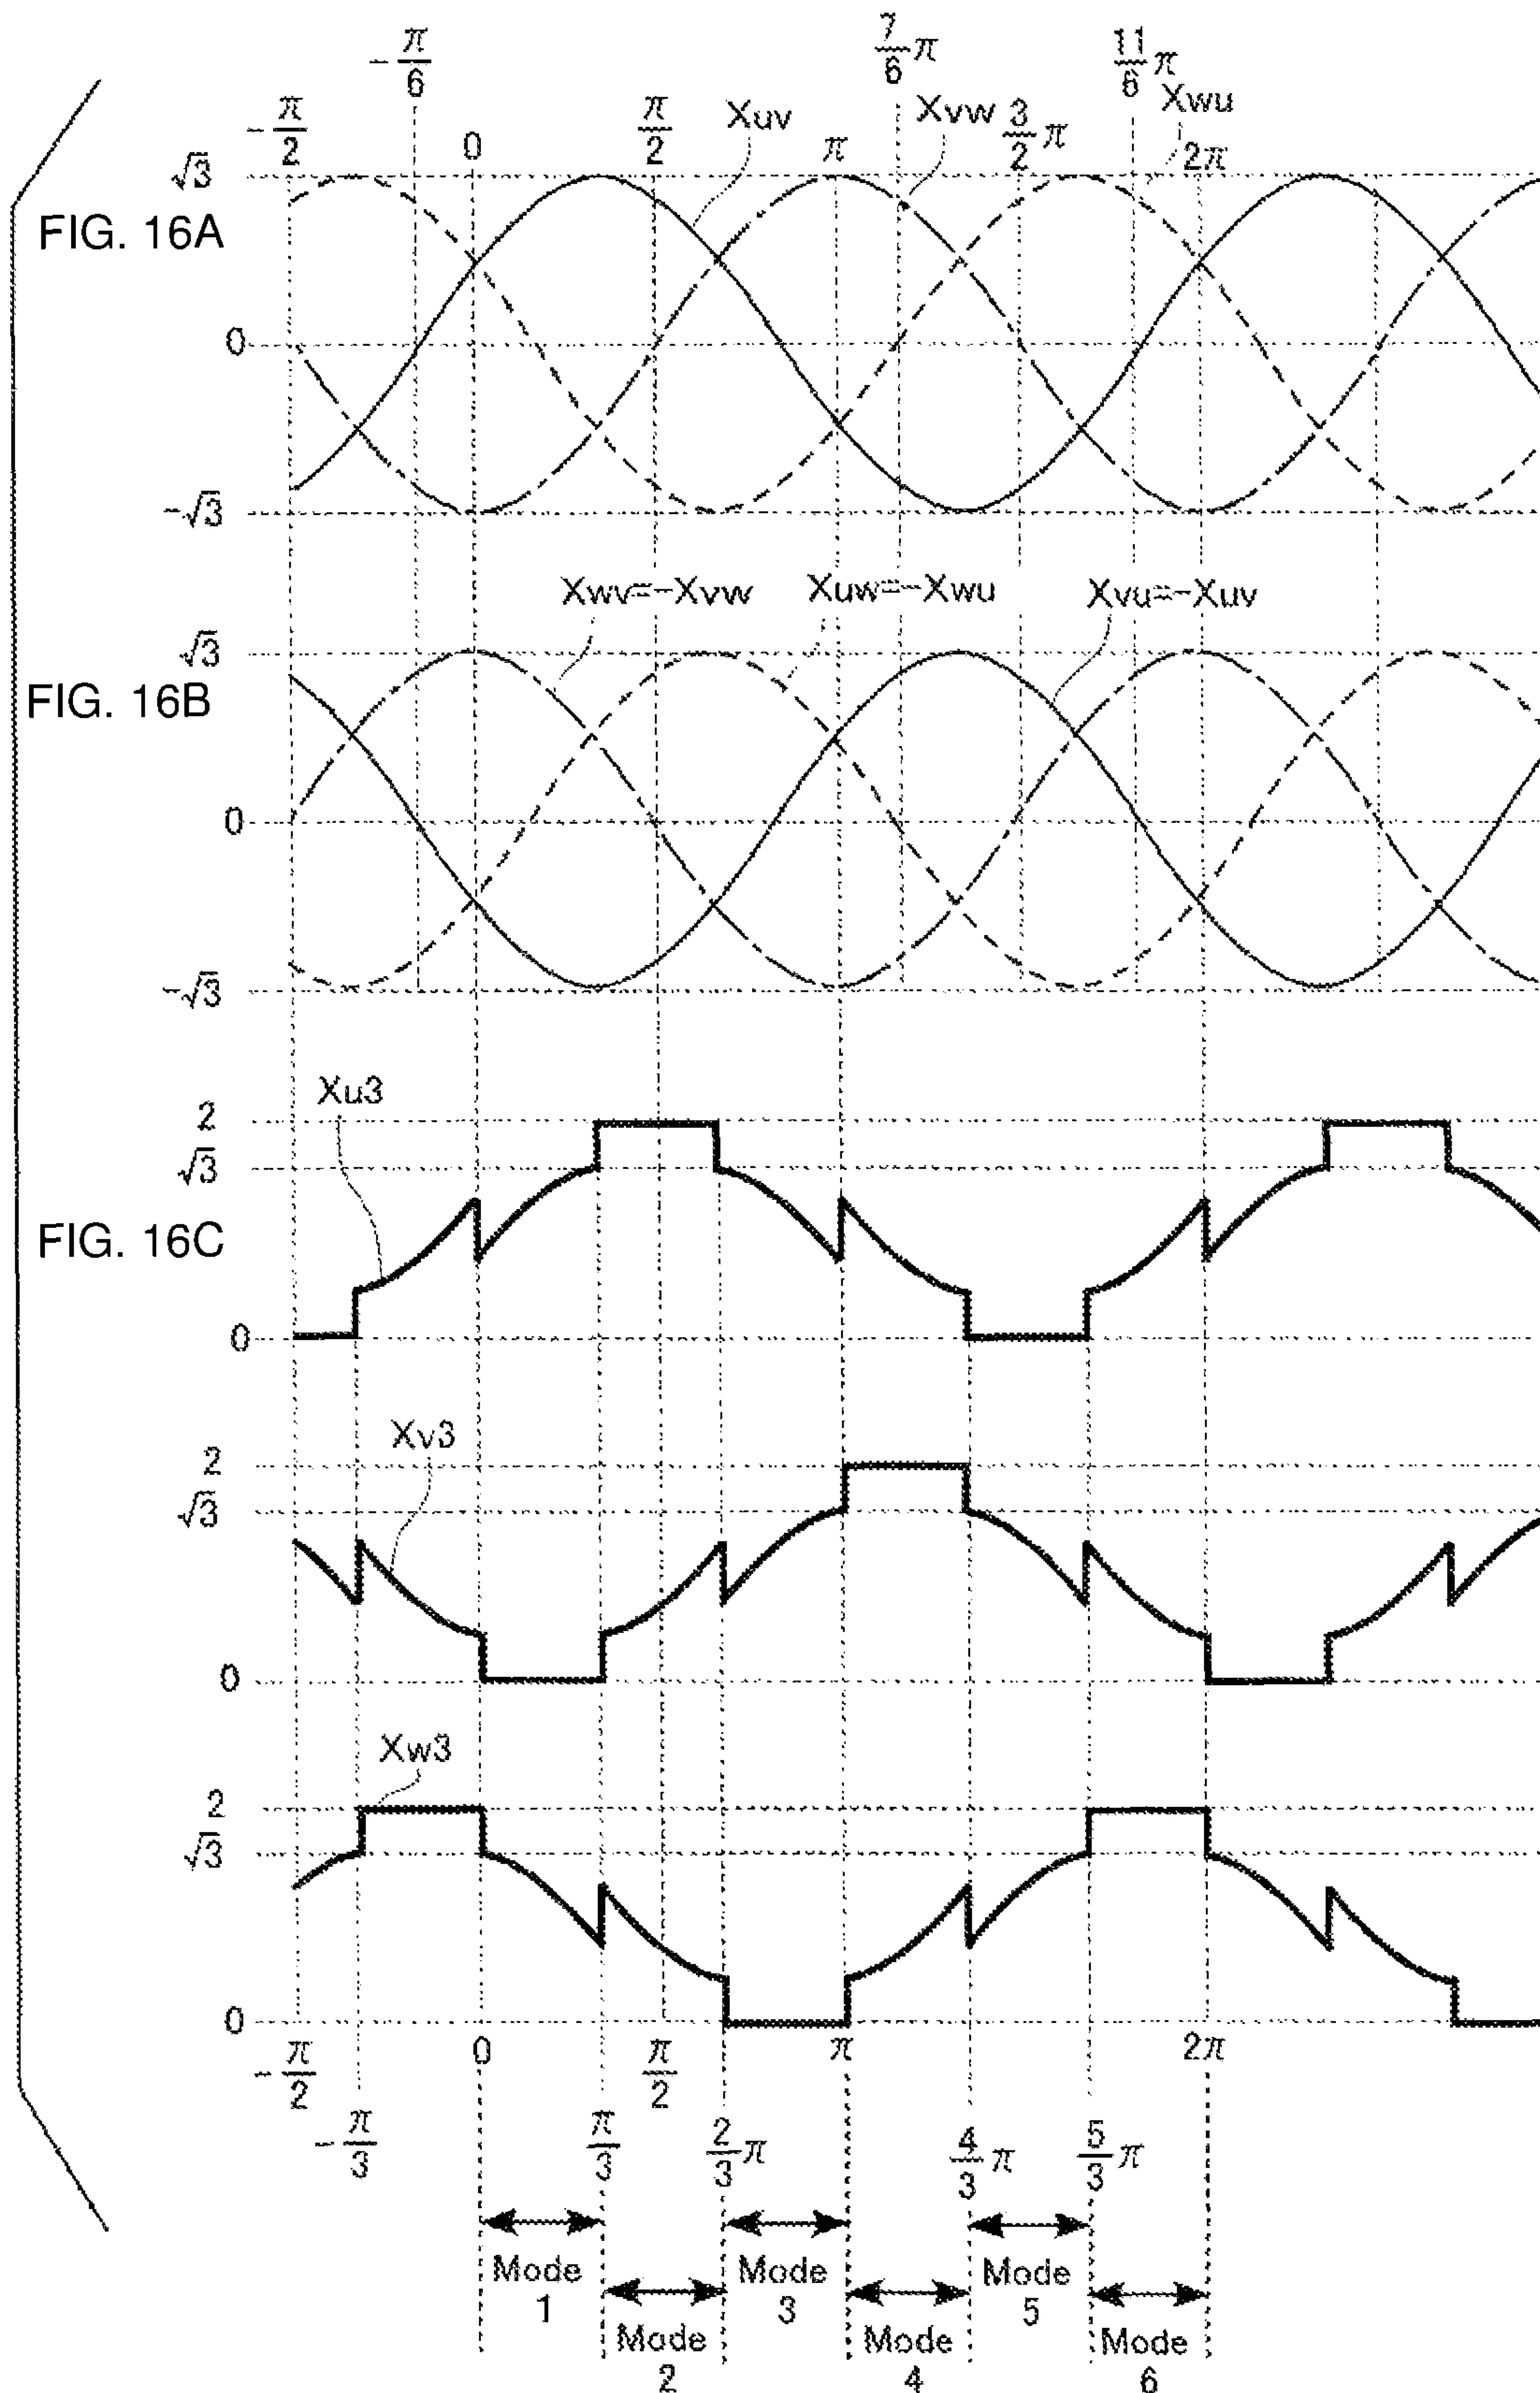 -π/6 7/6π 11/6π
-π/2 0 π/2 Xuv π Xvw 3/2π Xwu 2π
√3
FIG. 16A
0
-√3
Xwv=-Xvw Xuw=-Xwu Xvu=-Xuv
√3
FIG. 16B
0
-√3
Xu3
2
√3
FIG. 16C
0
Xv3
2
√3
0
Xw3
2
√3
0
-π/2 0 π/2 π 2π
-π/3 π/3 2/3π 4/3π 5/3π
Mode 1
Mode 2
Mode 3
Mode 4
Mode 5
Mode 6